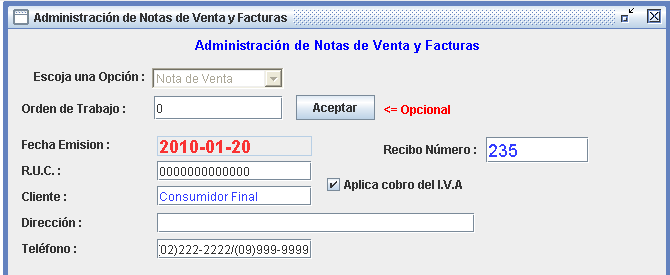 Administración de Notas de Venta y Facturas
Administración de Notas de Venta y Facturas
Escoja una Opción : Nota de Venta
Orden de Trabajo : 0 Aceptar <= Opcional
Fecha Emision : 2010-01-20 Recibo Número : 235
R.U.C. : 0000000000000
Aplica cobro del I.V.A
Cliente : Consumidor Final
Dirección :
Teléfono : 02)222-2222/(09)999-9999